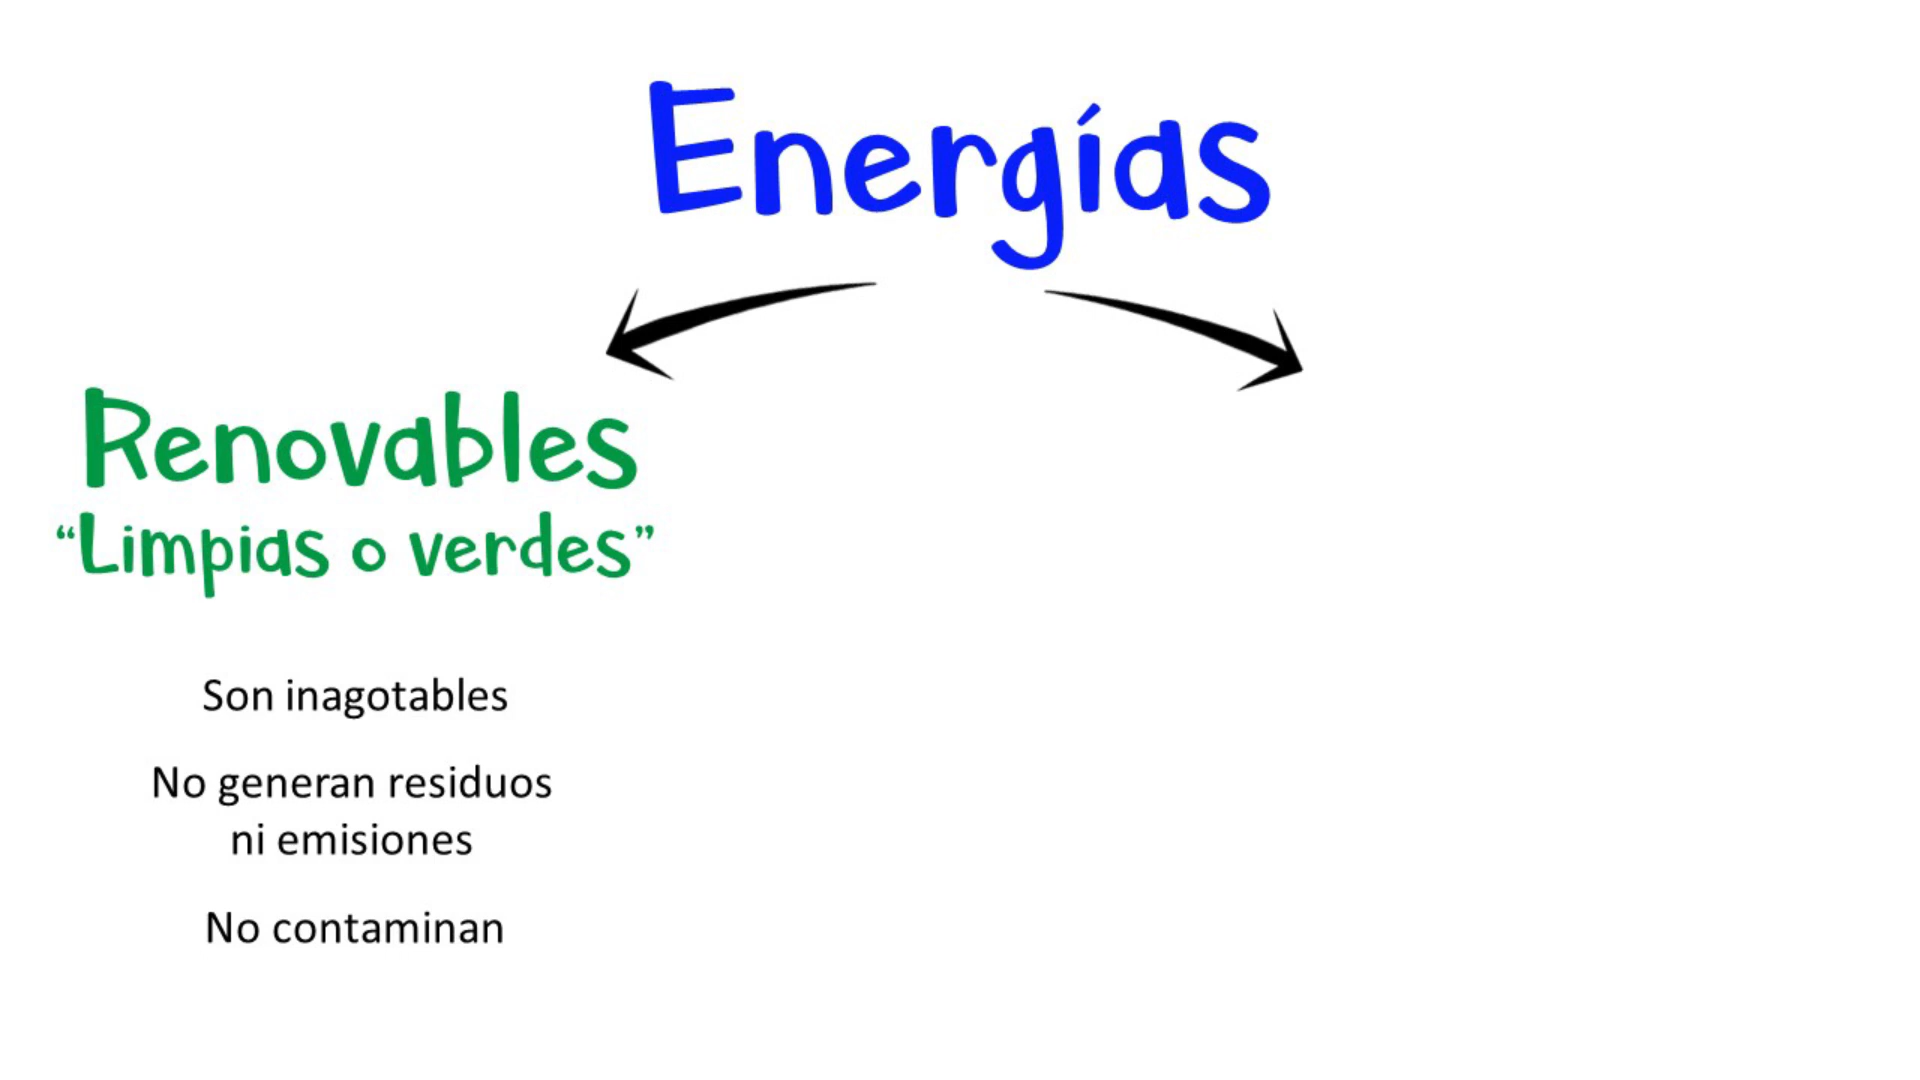 Energías
Renovables
“Limpias o verdes”
Son inagotables
No generan residuos
ni emisiones
No contaminan